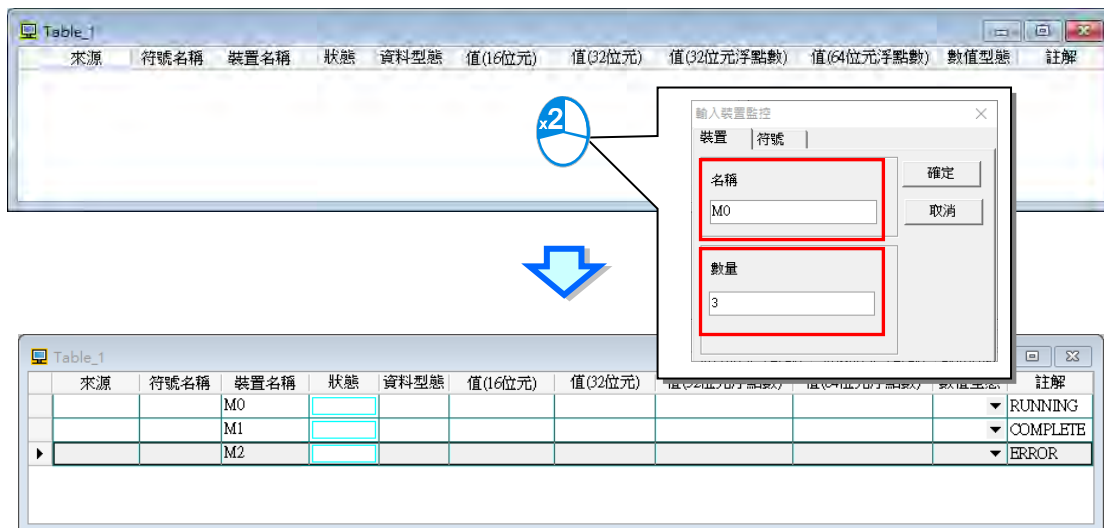 Table_1
來源 符號名稱 裝置名稱 狀態 資料型態 值(16位元) 值(32位元) 值(32位元浮點數) 值(64位元浮點數) 數值型態 註解
x2
輸入裝置監控
裝置 符號
名稱
確定
M0
取消
數量
3
Table_1
來源 符號名稱 裝置名稱 狀態 資料型態 值(16位元) 值(32位元) 註解
M0 RUNNING
M1 COMPLETE
M2 ERROR